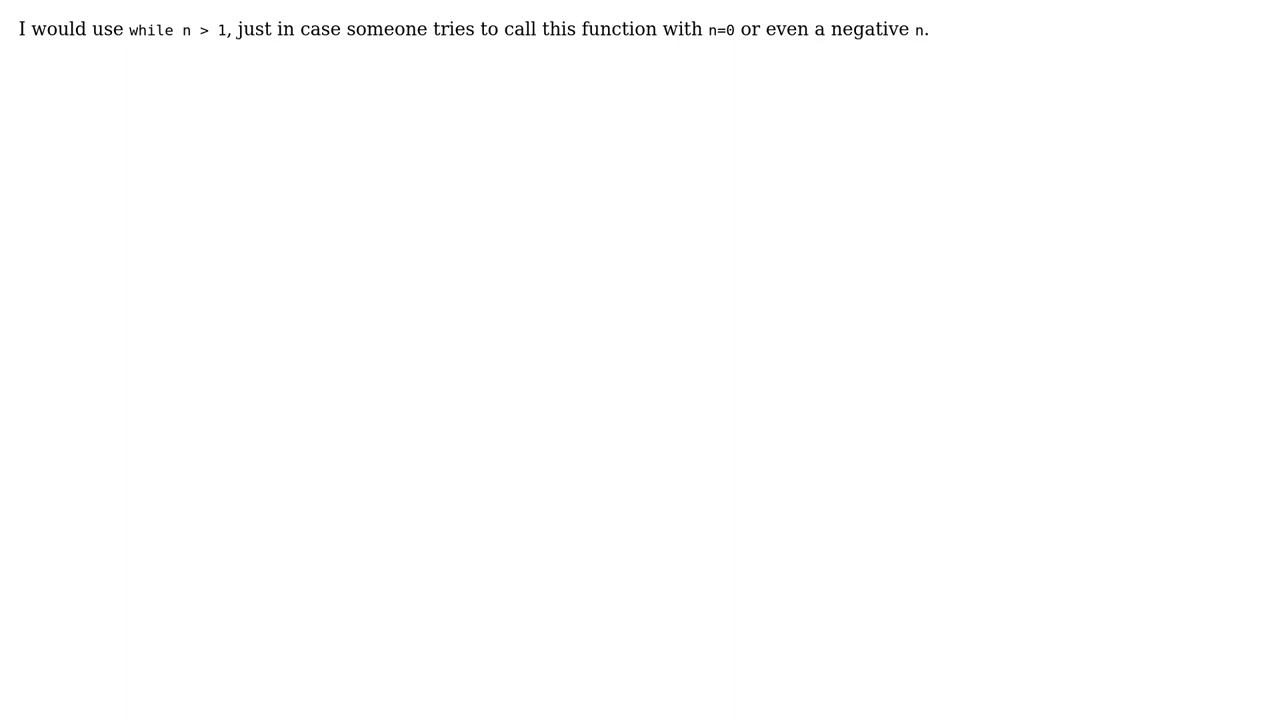 I would use while n > 1, just in case someone tries to call this function with n=0 or even a negative n.